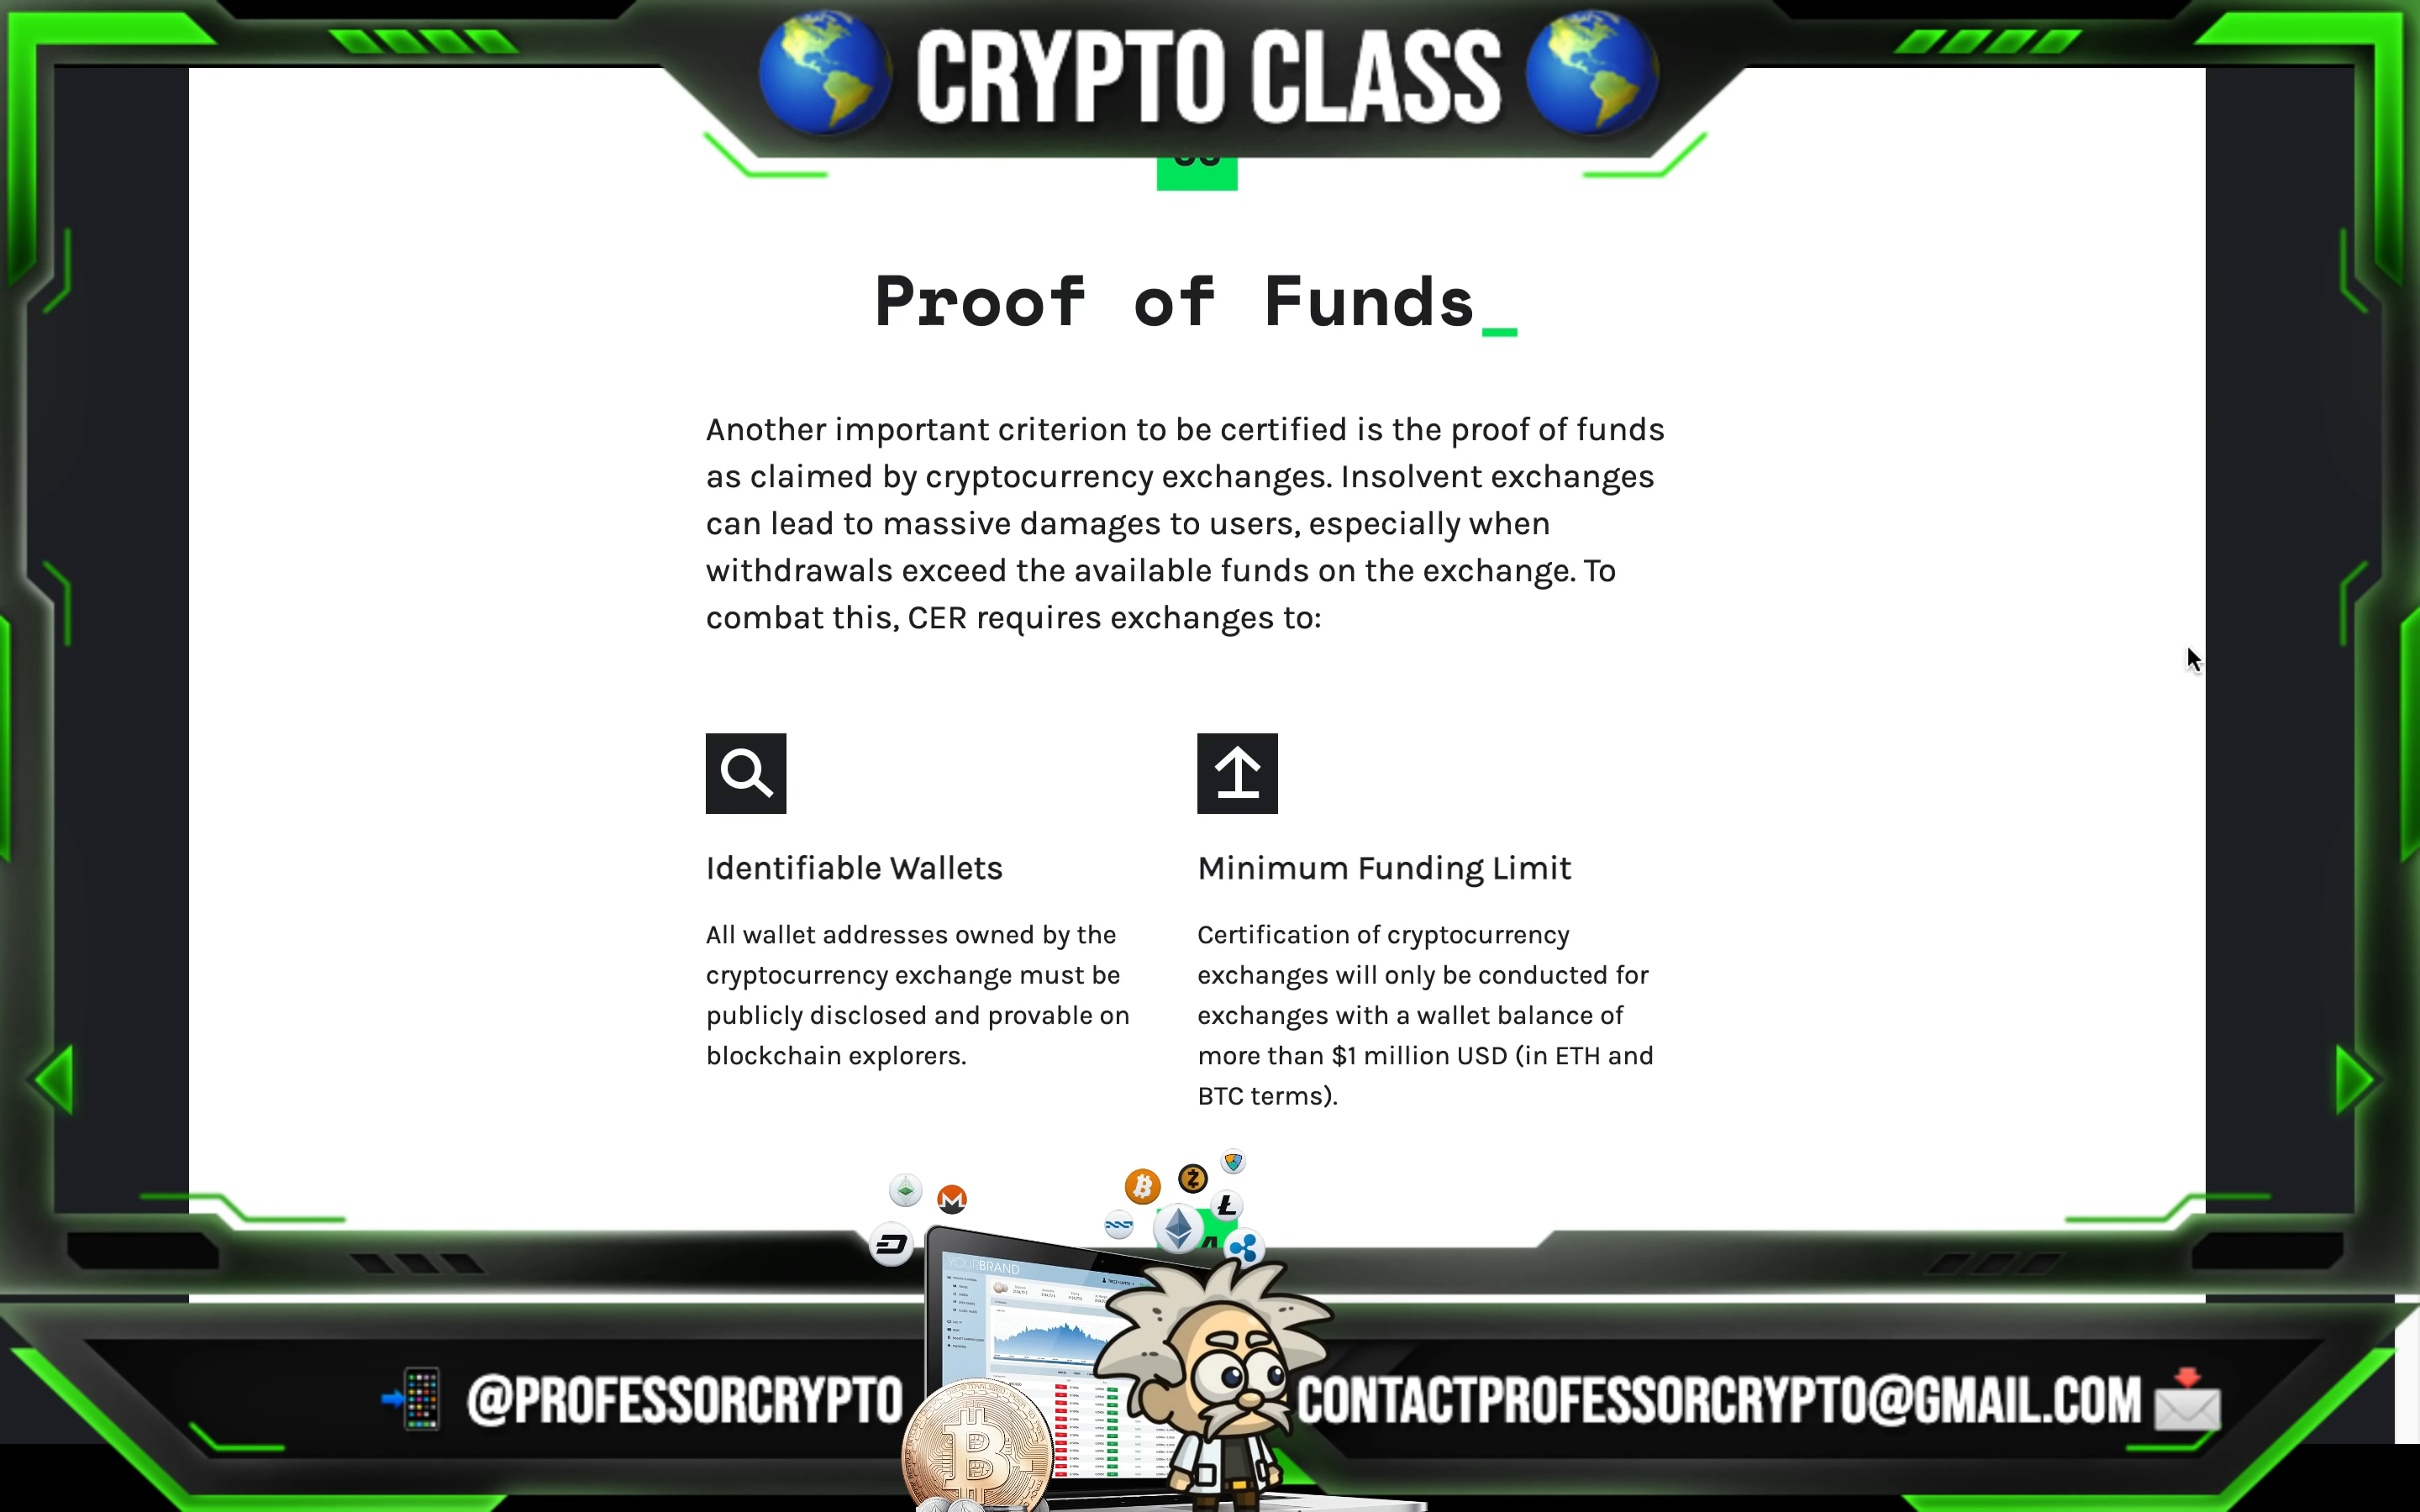 CRYPTO CLASS
Proof of Funds_
Another important criterion to be certified is the proof of funds
as claimed by cryptocurrency exchanges. Insolvent exchanges
can lead to massive damages to users, especially when
withdrawals exceed the available funds on the exchange. To
combat this, CER requires exchanges to:
Identifiable Wallets
All wallet addresses owned by the
cryptocurrency exchange must be
publicly disclosed and provable on
blockchain explorers.
Minimum Funding Limit
Certification of cryptocurrency
exchanges will only be conducted for
exchanges with a wallet balance of
more than $1 million USD (in ETH and
BTC terms).
YOURBRAND
@PROFESSORCRYPTO
CONTACTPROFESSORCRYPTO@GMAIL.COM